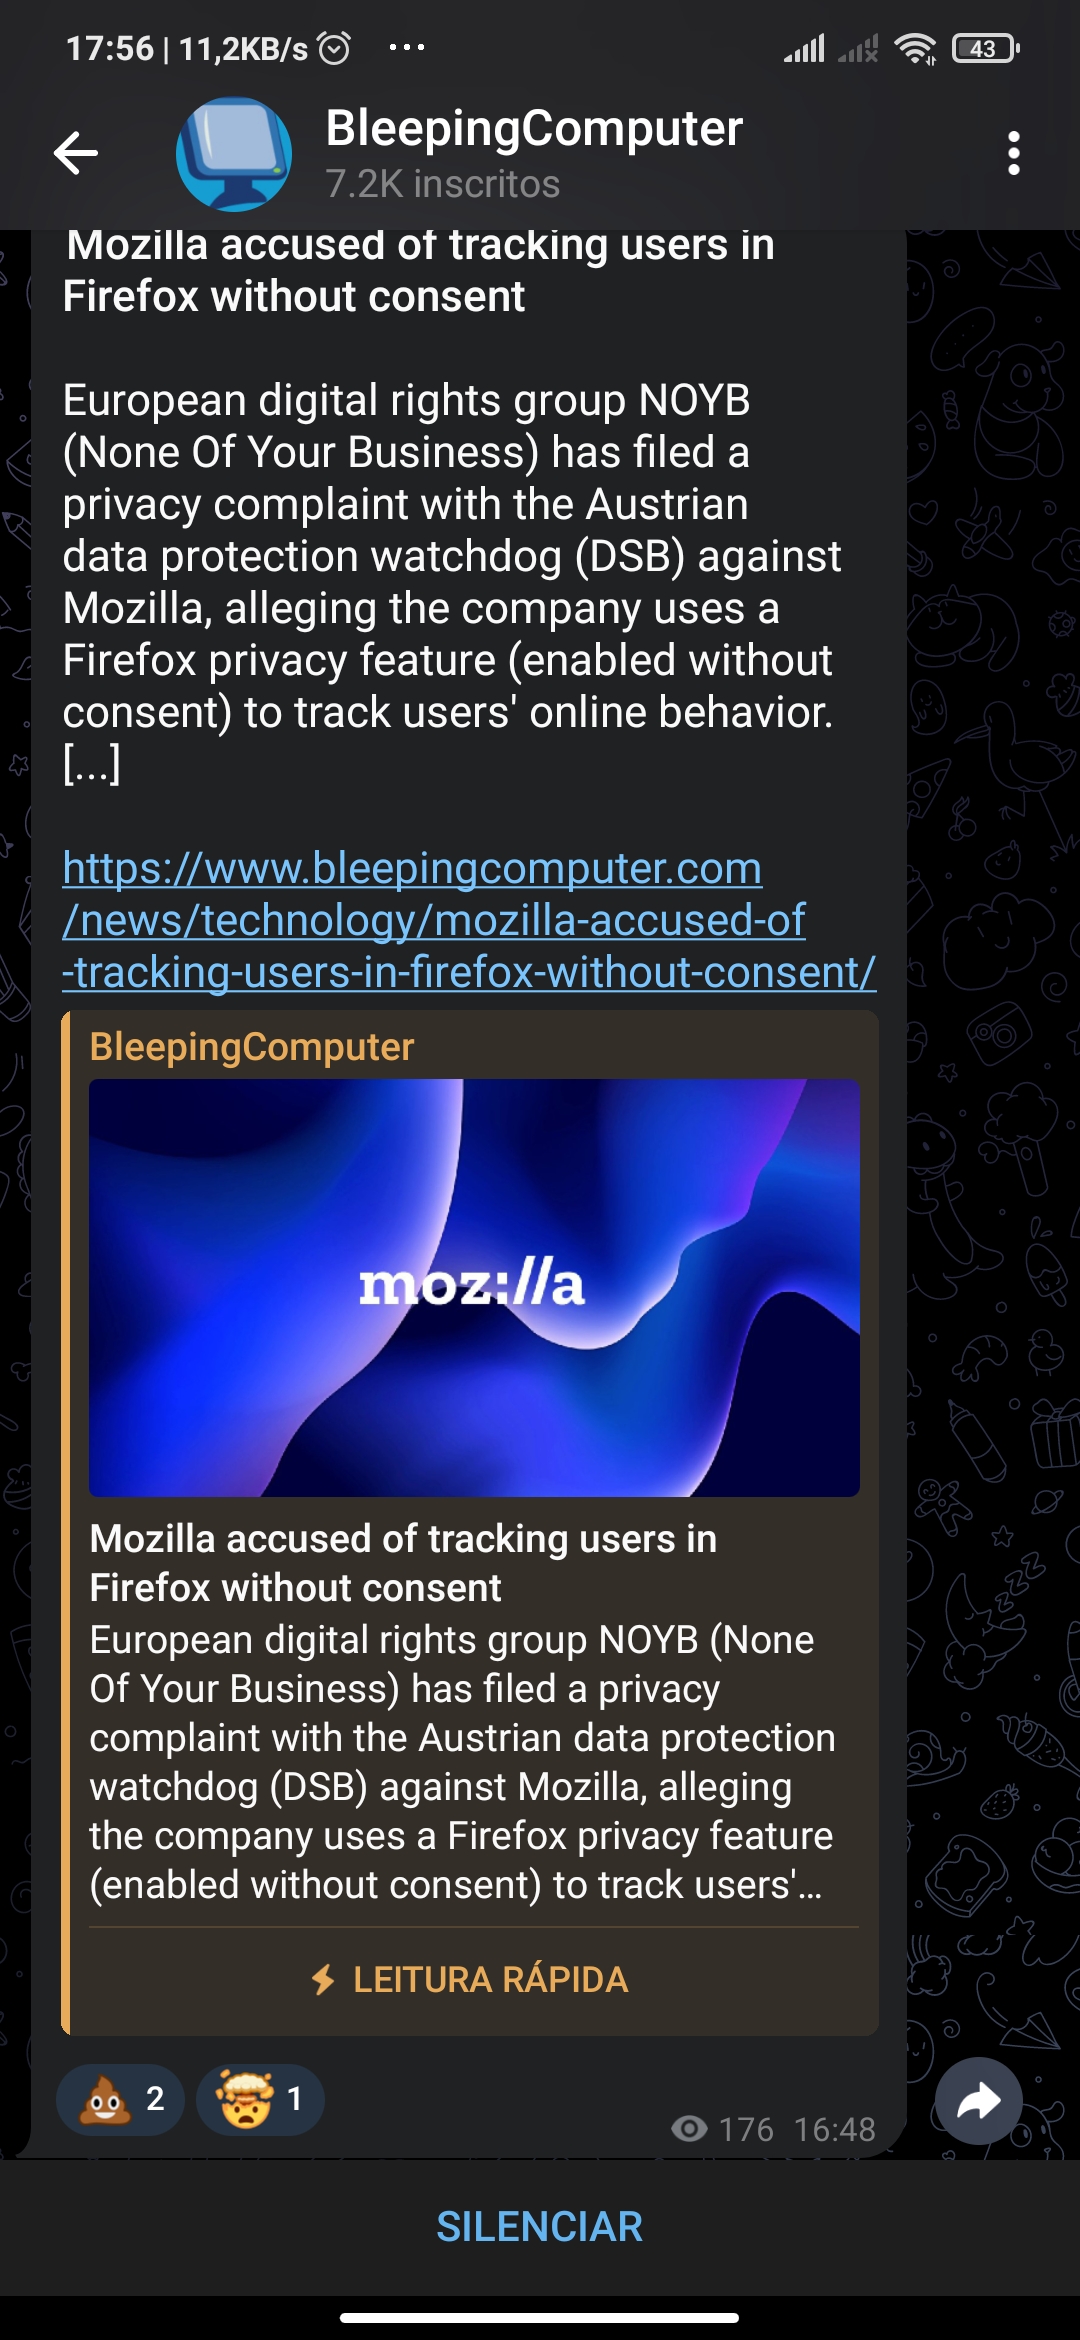 17:56 | 11,2KB/s
43
BleepingComputer
7.2K inscritos
Mozilla accused of tracking users in
Firefox without consent
European digital rights group NOYB
(None Of Your Business) has filed a
privacy complaint with the Austrian
data protection watchdog (DSB) against
Mozilla, alleging the company uses a
Firefox privacy feature (enabled without
consent) to track users' online behavior.
[...]
https://www.bleepingcomputer.com
/news/technology/mozilla-accused-of
-tracking-users-in-firefox-without-consent/
BleepingComputer
moz://a
Mozilla accused of tracking users in
Firefox without consent
European digital rights group NOYB (None
Of Your Business) has filed a privacy
complaint with the Austrian data protection
watchdog (DSB) against Mozilla, alleging
the company uses a Firefox privacy feature
(enabled without consent) to track users'...
LEITURA RÁPIDA
2
1
176 16:48
SILENCIAR